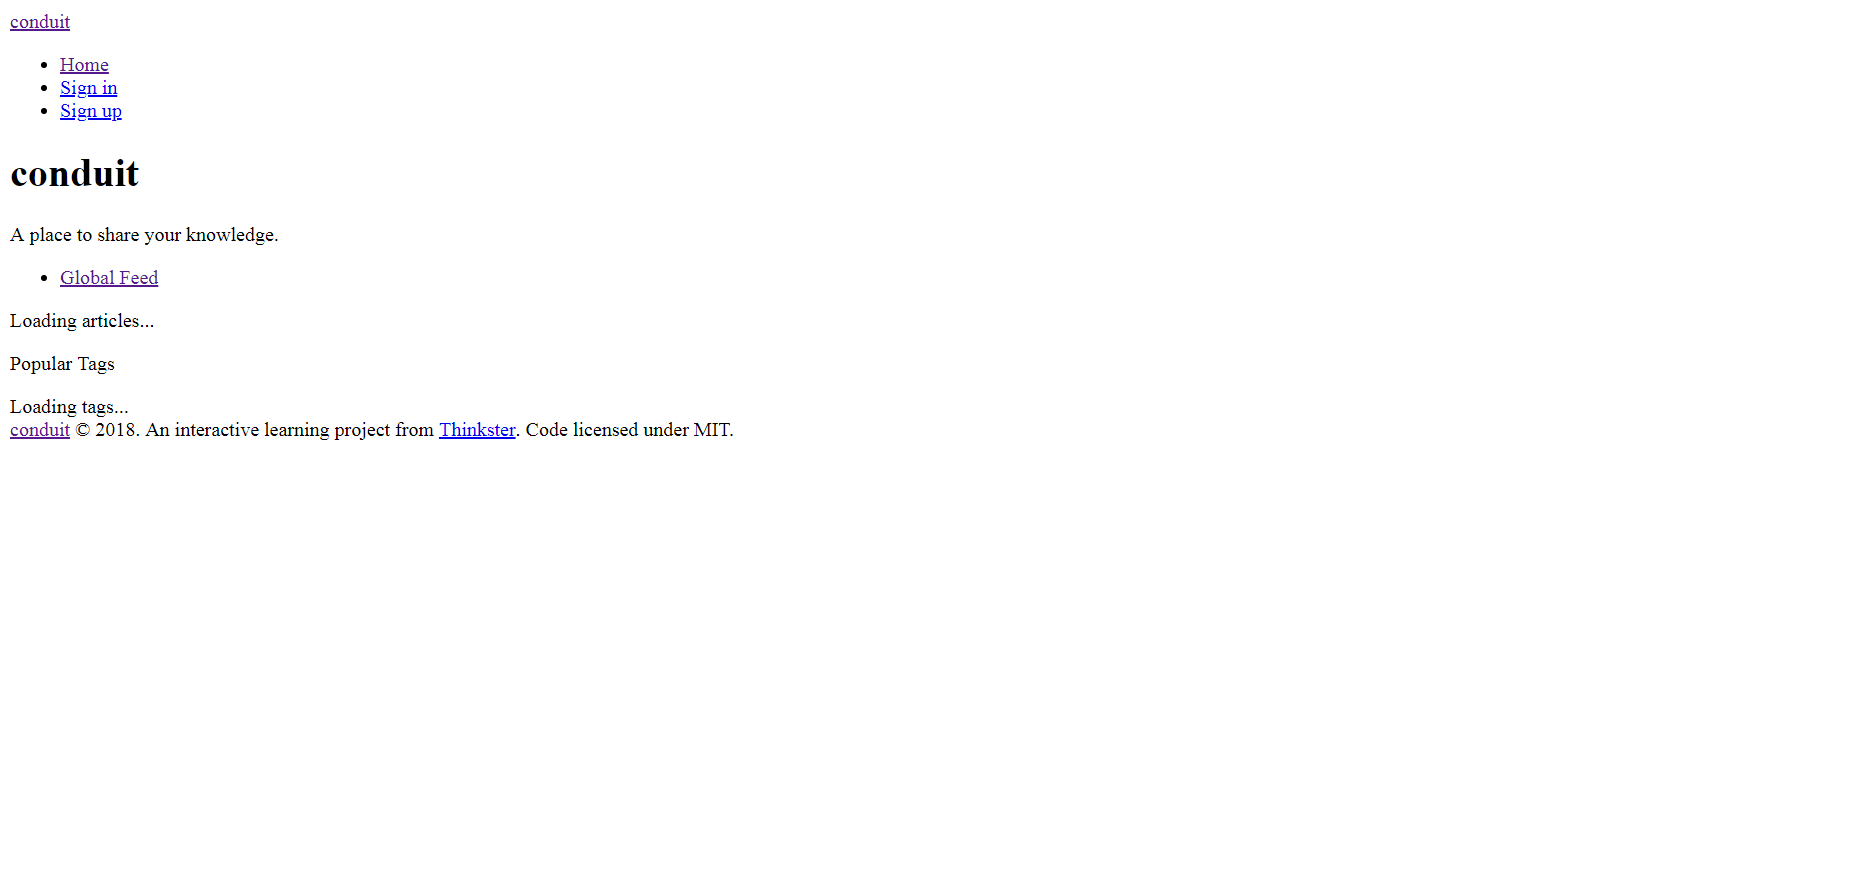 conduit
Home
Sign in
Sign up
conduit
A place to share your knowledge.
Global Feed
Loading articles...
Popular Tags
Loading tags...
conduit © 2018. An interactive learning project from Thinkster. Code licensed under MIT.